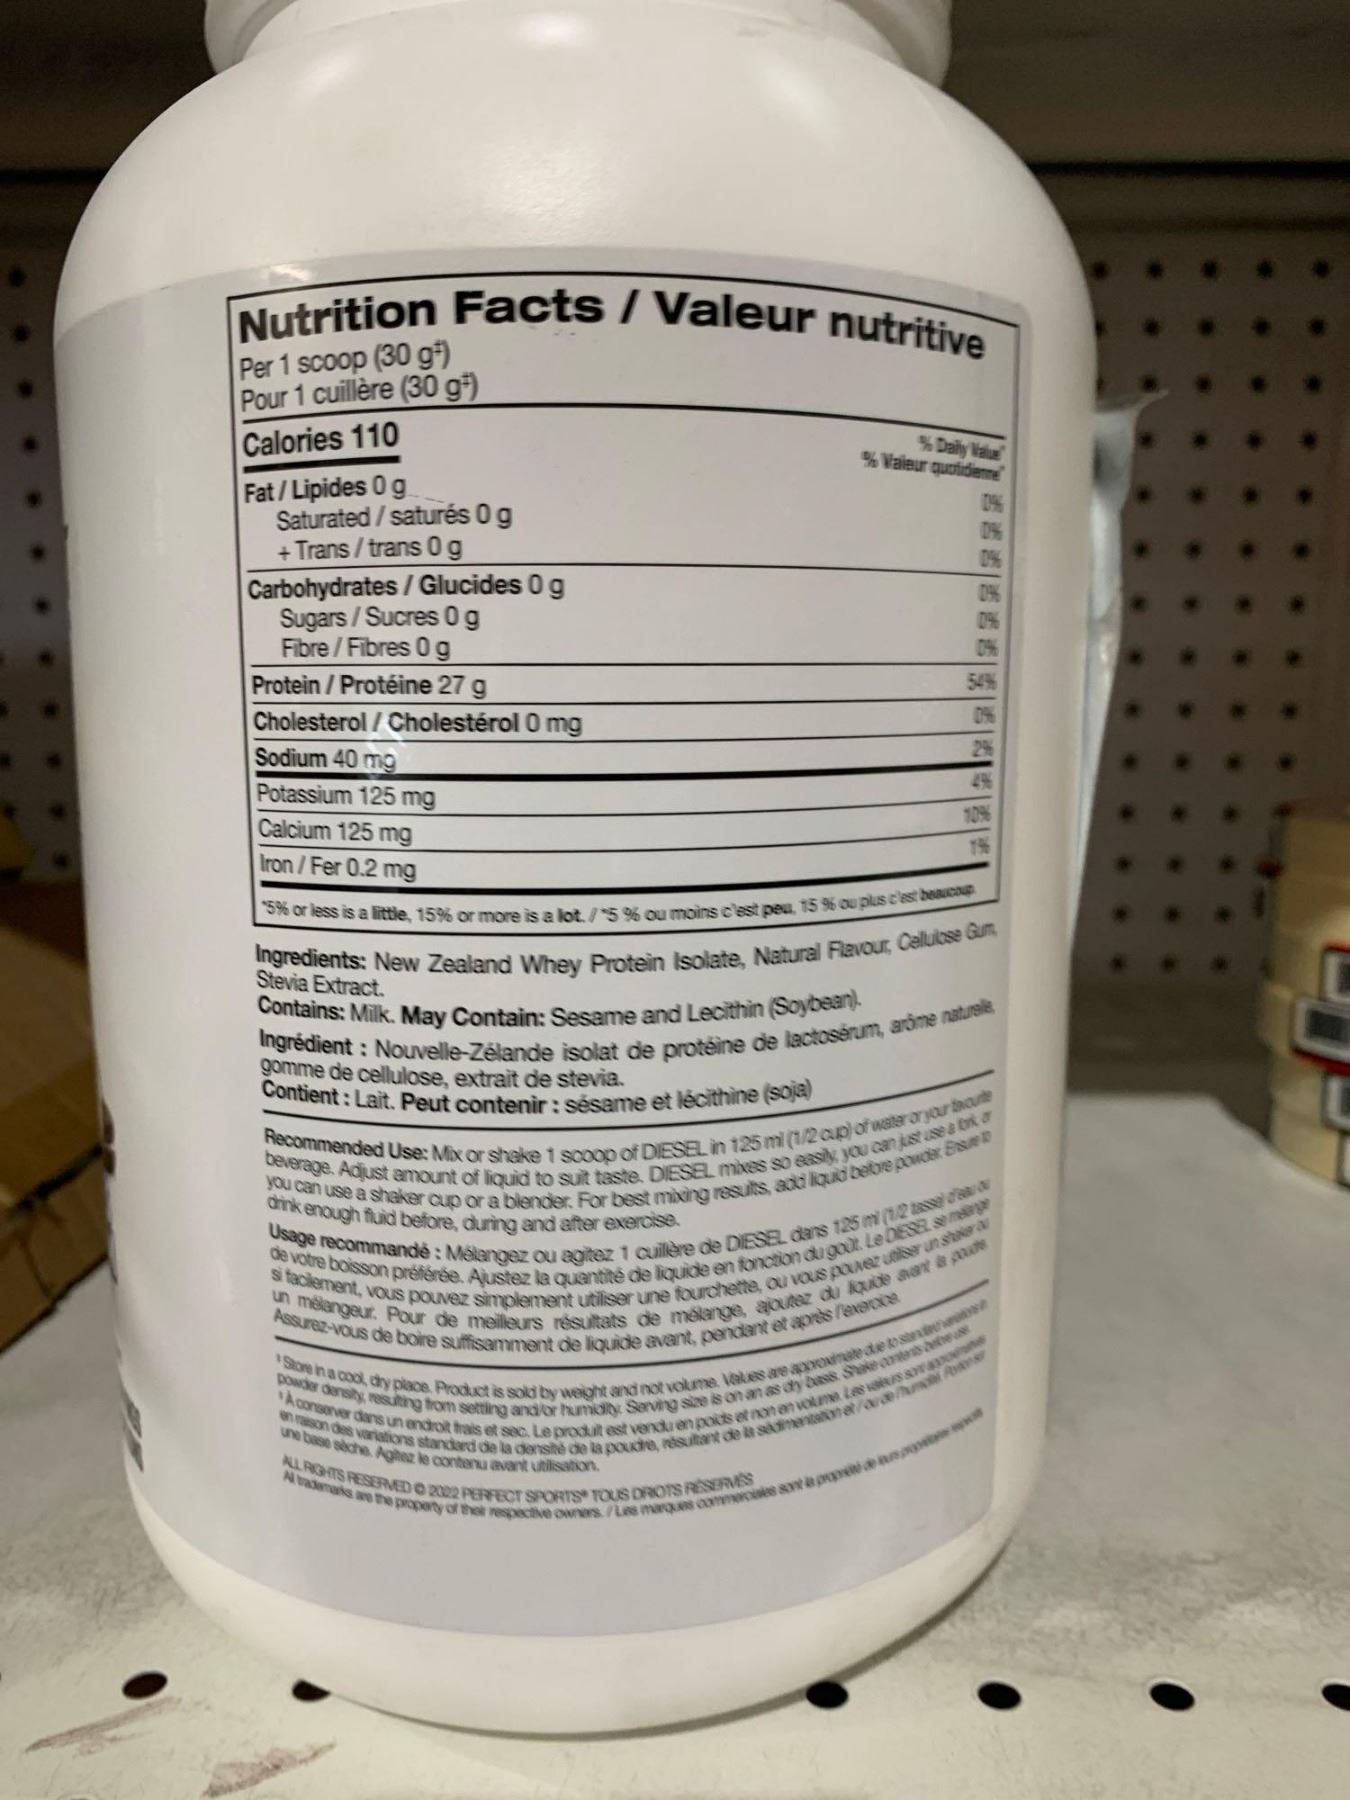 Nutrition Facts / Valeur nutritive
Per 1 scoop (30 g‡)
Pour 1 cuillère (30 g‡)
Calories 110
% Daily Value*
% Valeur quotidienne*
Fat / Lipides 0 g 0%
Saturated / saturés 0 g 0%
+ Trans / trans 0 g 0%
Carbohydrates / Glucides 0 g 0%
Sugars / Sucres 0 g 0%
Fibre / Fibres 0 g 0%
Protein / Protéine 27 g 54%
Cholesterol / Cholestérol 0 mg 0%
Sodium 40 mg 2%
Potassium 125 mg 4%
Calcium 125 mg 10%
Iron / Fer 0.2 mg 1%
*5% or less is a little, 15% or more is a lot. / *5 % ou moins c'est peu, 15 % ou plus c'est beaucoup.
Ingredients: New Zealand Whey Protein Isolate, Natural Flavour, Cellulose Gum,
Stevia Extract.
Contains: Milk. May Contain: Sesame and Lecithin (Soybean).
Ingrédient : Nouvelle-Zélande isolat de protéine de lactosérum, arôme naturelle,
gomme de cellulose, extrait de stevia.
Contient : Lait. Peut contenir : sésame et lécithine (soja)
Recommended Use: Mix or shake 1 scoop of DIESEL in 125 ml (1/2 cup) of water or your favourite
beverage. Adjust amount of liquid to suit taste. DIESEL mixes so easily, you can just use a fork, or
you can use a shaker cup or a blender. For best mixing results, add liquid before powder. Ensure to
drink enough fluid before, during and after exercise.
Usage recommandé : Mélangez ou agitez 1 cuillère de DIESEL dans 125 ml (1/2 tasse) d'eau ou
de votre boisson préférée. Ajustez la quantité de liquide en fonction du goût. Le DIESEL se mélange
si facilement, vous pouvez simplement utiliser une fourchette, ou vous pouvez utiliser un shaker ou
un mélangeur. Pour de meilleurs résultats de mélange, ajoutez du liquide avant la poudre.
Assurez-vous de boire suffisamment de liquide avant, pendant et après l'exercice.
‡Store in a cool, dry place. Product is sold by weight and not volume. Values are approximate due to standard variations in
powder density, resulting from settling and/or humidity. Serving size is on an as dry basis. Shake contents before use.
‡À conserver dans un endroit frais et sec. Le produit est vendu en poids et non en volume. Les valeurs sont approximatives
en raison des variations standard de la densité de la poudre, résultant de la sédimentation et / ou de l'humidité. Portion sur
une base sèche. Agitez le contenu avant utilisation.
ALL RIGHTS RESERVED © 2022 PERFECT SPORTS® TOUS DRIOTS RÉSERVÉS
All trademarks are the property of their respective owners. / Les marques commerciales sont la propriété de leurs propriétaires respectifs